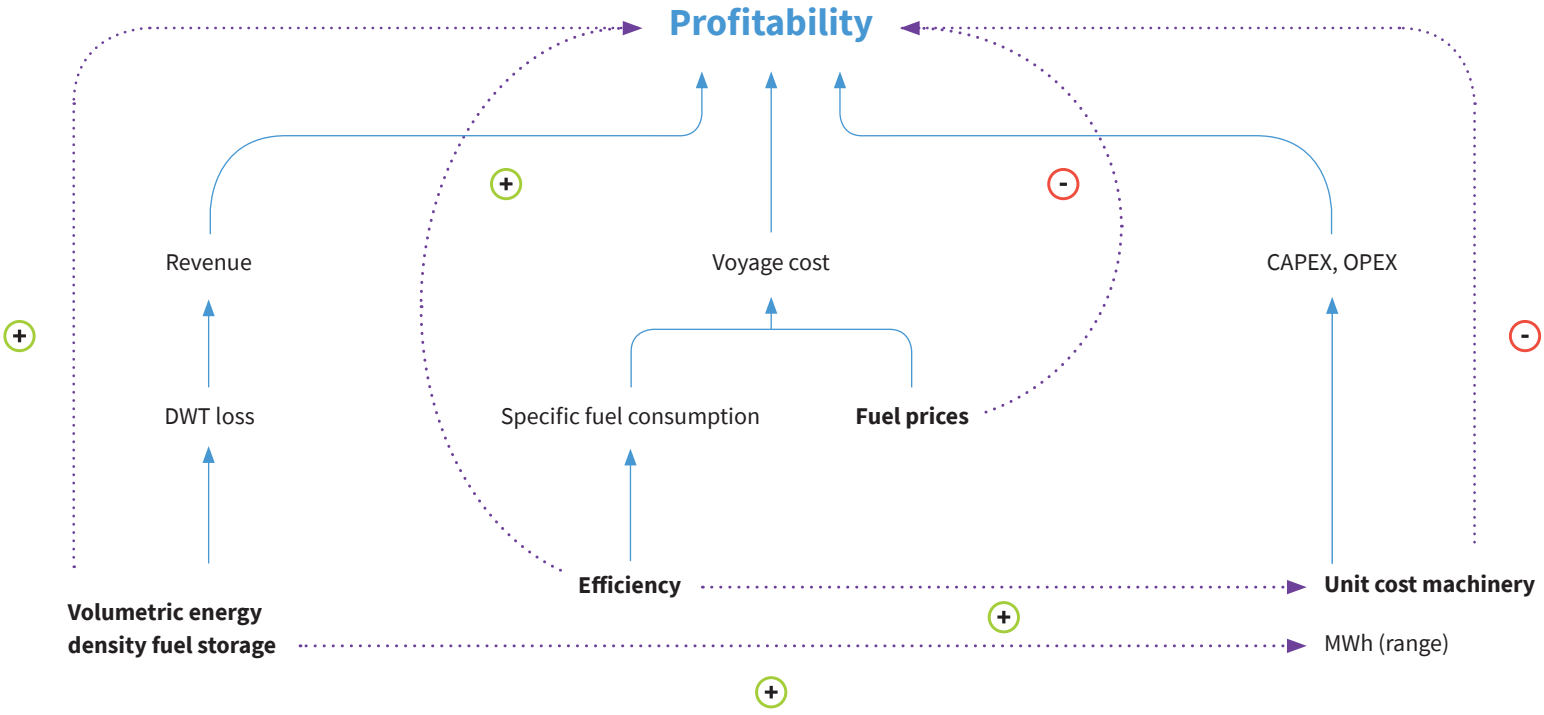 Profitability
+
-
Revenue
Voyage cost
CAPEX, OPEX
+
-
DWT loss
Specific fuel consumption
Fuel prices
Efficiency
Unit cost machinery
Volumetric energy
density fuel storage
+
MWh (range)
+